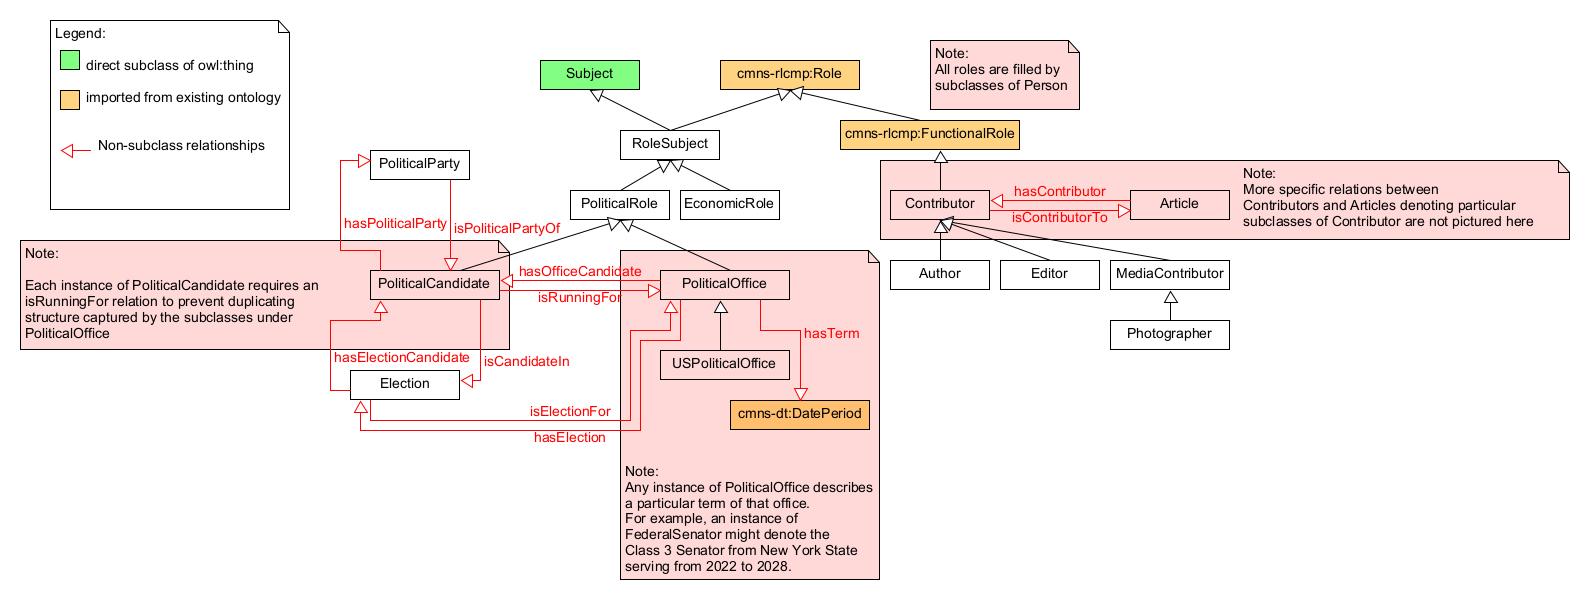 Legend:
direct subclass of owl:thing
imported from existing ontology
Non-subclass relationships
Subject
cmns-rlcmp:Role
Note:
All roles are filled by
subclasses of Person
cmns-rlcmp:FunctionalRole
RoleSubject
PoliticalParty
PoliticalRole
EconomicRole
Contributor
hasContributor
isContributorTo
Article
Note:
More specific relations between
Contributors and Articles denoting particular
subclasses of Contributor are not pictured here
hasPoliticalParty
isPoliticalPartyOf
Note:
Each instance of PoliticalCandidate requires an
isRunningFor relation to prevent duplicating
structure captured by the subclasses under
PoliticalOffice
PoliticalCandidate
hasOfficeCandidate
isRunningFor
PoliticalOffice
Author
Editor
MediaContributor
Photographer
hasTerm
hasElectionCandidate
isCandidateIn
USPoliticalOffice
Election
cmns-dt:DatePeriod
isElectionFor
hasElection
Note:
Any instance of PoliticalOffice describes
a particular term of that office.
For example, an instance of
FederalSenator might denote the
Class 3 Senator from New York State
serving from 2022 to 2028.